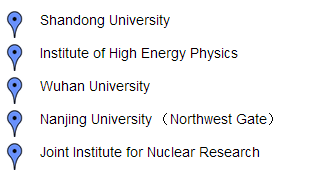 Shandong University
Institute of High Energy Physics
Wuhan University
Nanjing University （Northwest Gate）
Joint Institute for Nuclear Research